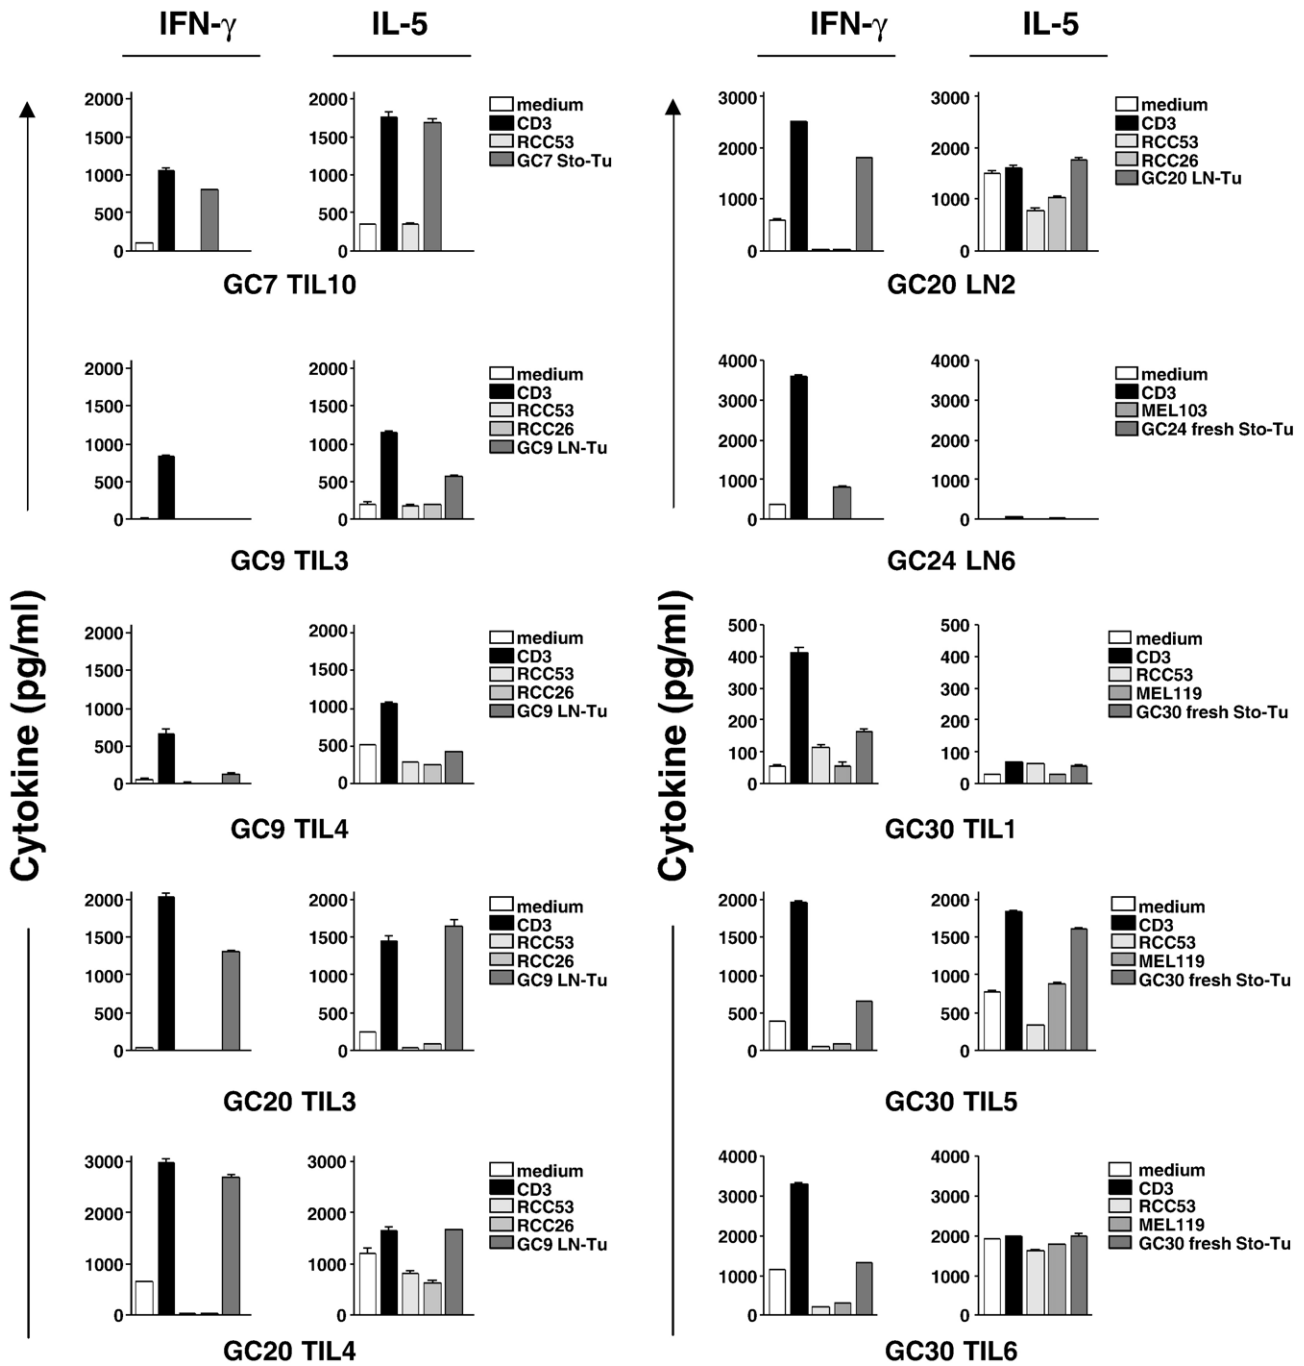 IFN-γ
IL-5
IFN-γ
IL-5
Cytokine (pg/ml)
2000
1500
1000
500
0
2000
1500
1000
500
0
medium
CD3
RCC53
GC7 Sto-Tu
GC7 TIL10
2000
1500
1000
500
0
2000
1500
1000
500
0
medium
CD3
RCC53
RCC26
GC9 LN-Tu
GC9 TIL3
2000
1500
1000
500
0
2000
1500
1000
500
0
medium
CD3
RCC53
RCC26
GC9 LN-Tu
GC9 TIL4
2000
1500
1000
500
0
2000
1500
1000
500
0
medium
CD3
RCC53
RCC26
GC9 LN-Tu
GC20 TIL3
3000
2000
1000
0
3000
2000
1000
0
medium
CD3
RCC53
RCC26
GC9 LN-Tu
GC20 TIL4
Cytokine (pg/ml)
3000
2000
1000
0
3000
2000
1000
0
medium
CD3
RCC53
RCC26
GC20 LN-Tu
GC20 LN2
4000
3000
2000
1000
0
4000
3000
2000
1000
0
medium
CD3
MEL103
GC24 fresh Sto-Tu
GC24 LN6
500
400
300
200
100
0
500
400
300
200
100
0
medium
CD3
RCC53
MEL119
GC30 fresh Sto-Tu
GC30 TIL1
2000
1500
1000
500
0
2000
1500
1000
500
0
medium
CD3
RCC53
MEL119
GC30 fresh Sto-Tu
GC30 TIL5
4000
3000
2000
1000
0
4000
3000
2000
1000
0
medium
CD3
RCC53
MEL119
GC30 fresh Sto-Tu
GC30 TIL6